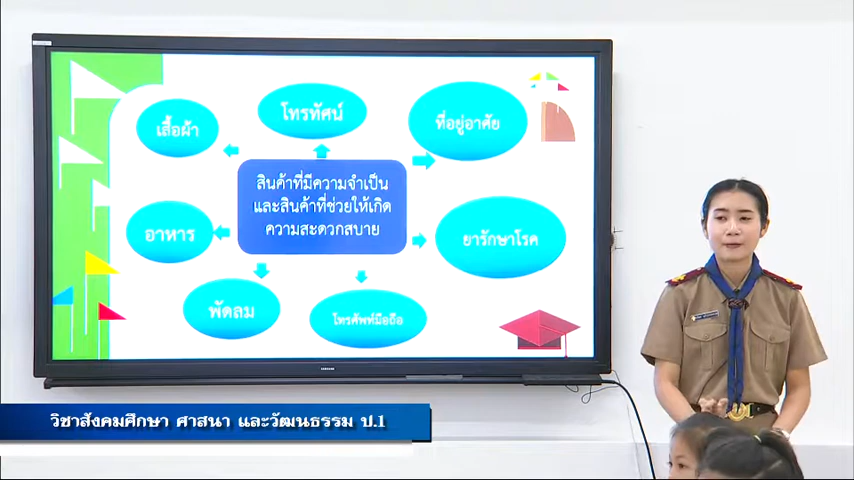 โทรทัศน์
เสื้อผ้า
ที่อยู่อาศัย
สินค้าที่มีความจำเป็น
และสินค้าที่ช่วยให้เกิด
ความสะดวกสบาย
อาหาร
ยารักษาโรค
พัดลม
โทรศัพท์มือถือ
SAMSUNG
วิชาสังคมศึกษา ศาสนา และวัฒนธรรม ป.1